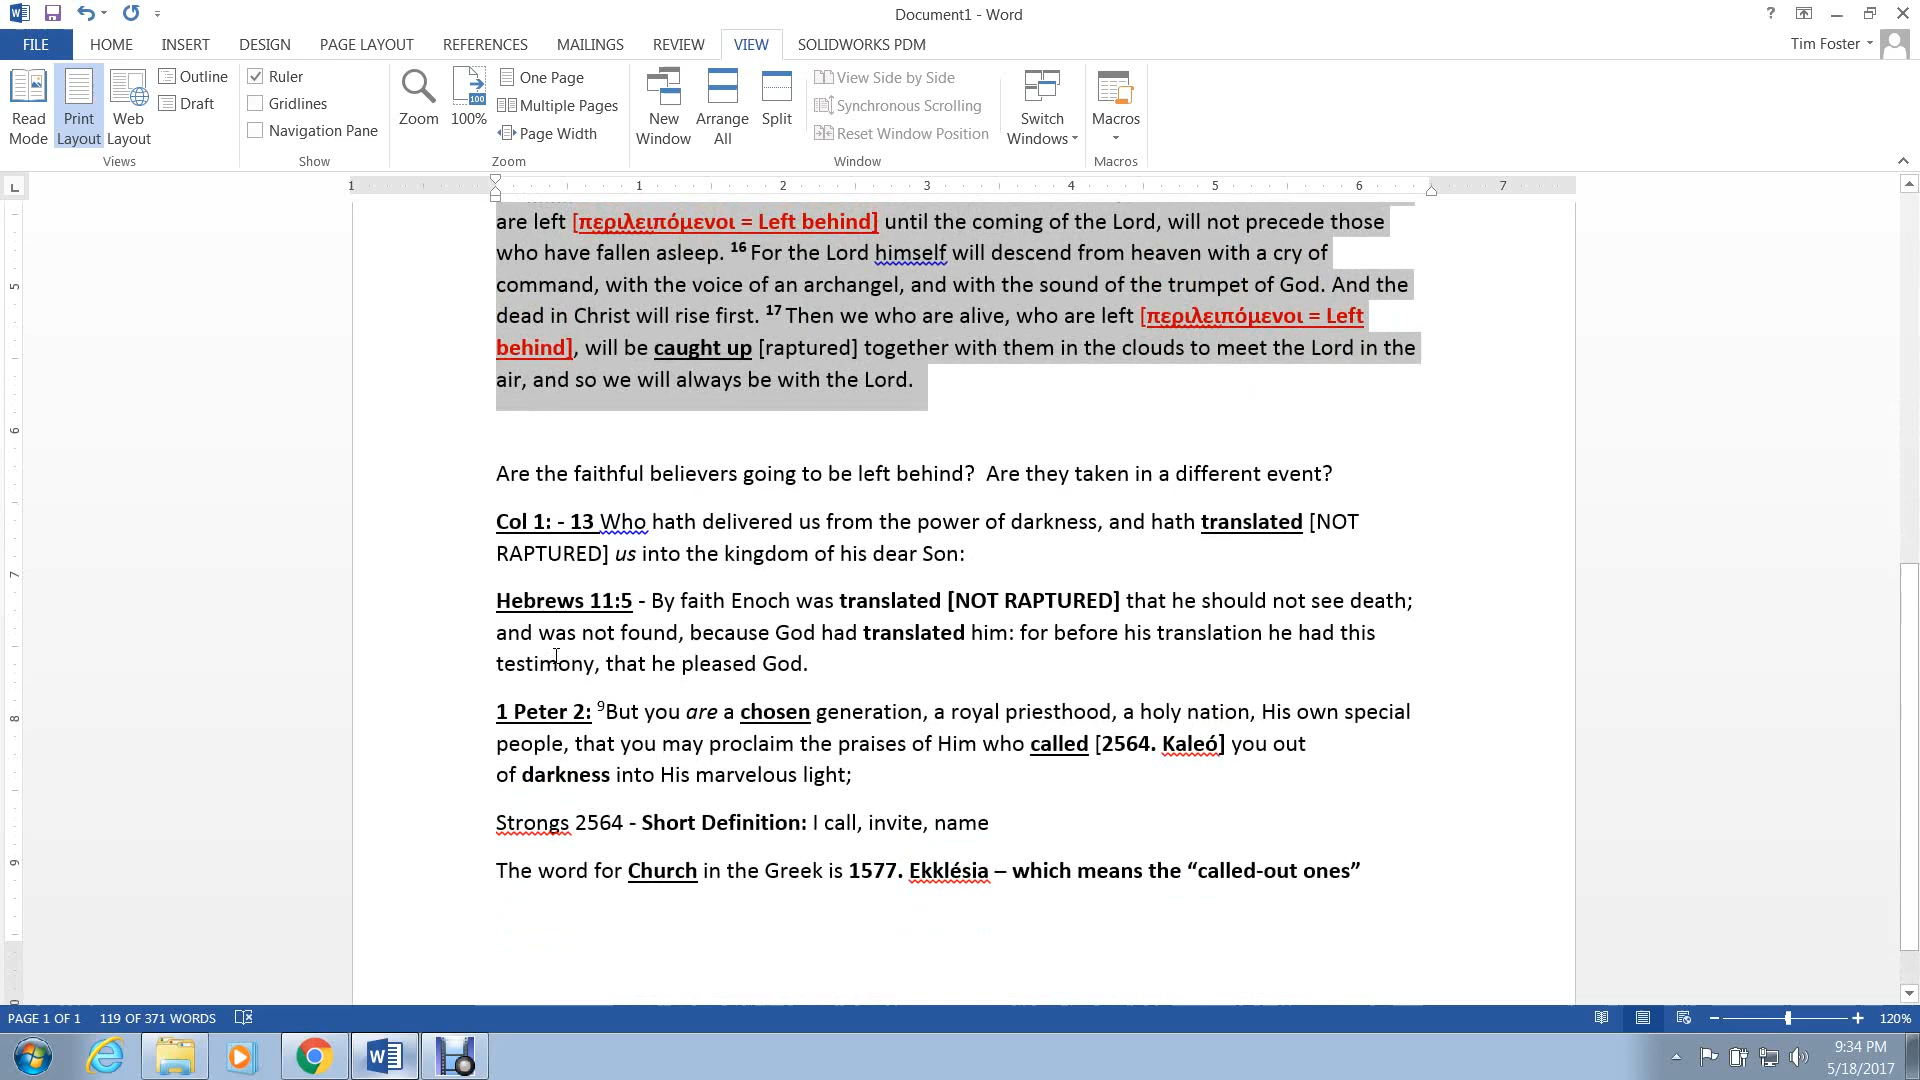 Document1 - Word
FILE HOME INSERT DESIGN PAGE LAYOUT REFERENCES MAILINGS REVIEW VIEW SOLIDWORKS PDM
Tim Foster
Read Mode
Print Layout
Web Layout
Outline
Draft
Views
Ruler
Gridlines
Navigation Pane
Show
Zoom
100%
One Page
Multiple Pages
Page Width
Zoom
New Window
Arrange All
Split
View Side by Side
Synchronous Scrolling
Reset Window Position
Window
Switch Windows
Macros
Macros
1 1 2 3 4 5 6 7
are left [περιλειπόμενοι = Left behind] until the coming of the Lord, will not precede those
who have fallen asleep. 16 For the Lord himself will descend from heaven with a cry of
command, with the voice of an archangel, and with the sound of the trumpet of God. And the
dead in Christ will rise first. 17 Then we who are alive, who are left [περιλειπόμενοι = Left
behind], will be caught up [raptured] together with them in the clouds to meet the Lord in the
air, and so we will always be with the Lord.
Are the faithful believers going to be left behind?  Are they taken in a different event?
Col 1: - 13 Who hath delivered us from the power of darkness, and hath translated [NOT
RAPTURED] us into the kingdom of his dear Son:
Hebrews 11:5 - By faith Enoch was translated [NOT RAPTURED] that he should not see death;
and was not found, because God had translated him: for before his translation he had this
testimony, that he pleased God.
1 Peter 2: 9But you are a chosen generation, a royal priesthood, a holy nation, His own special
people, that you may proclaim the praises of Him who called [2564. Kaleó] you out
of darkness into His marvelous light;
Strongs 2564 - Short Definition: I call, invite, name
The word for Church in the Greek is 1577. Ekklésia – which means the “called-out ones”
5
6
7
8
9
PAGE 1 OF 1 119 OF 371 WORDS
120%
9:34 PM
5/18/2017